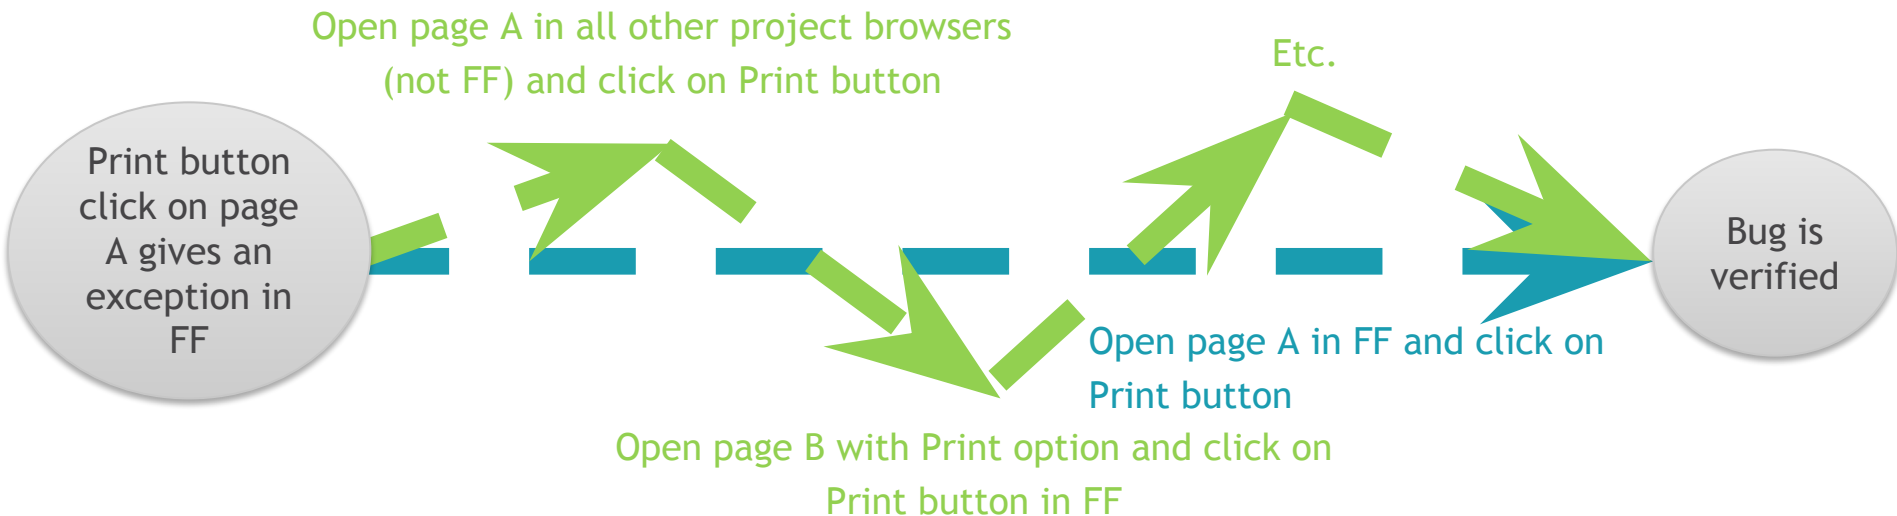 Open page A in all other project browsers
(not FF) and click on Print button
Etc.
Print button
click on page
A gives an
exception in
FF
Bug is
verified
Open page A in FF and click on
Print button
Open page B with Print option and click on
Print button in FF